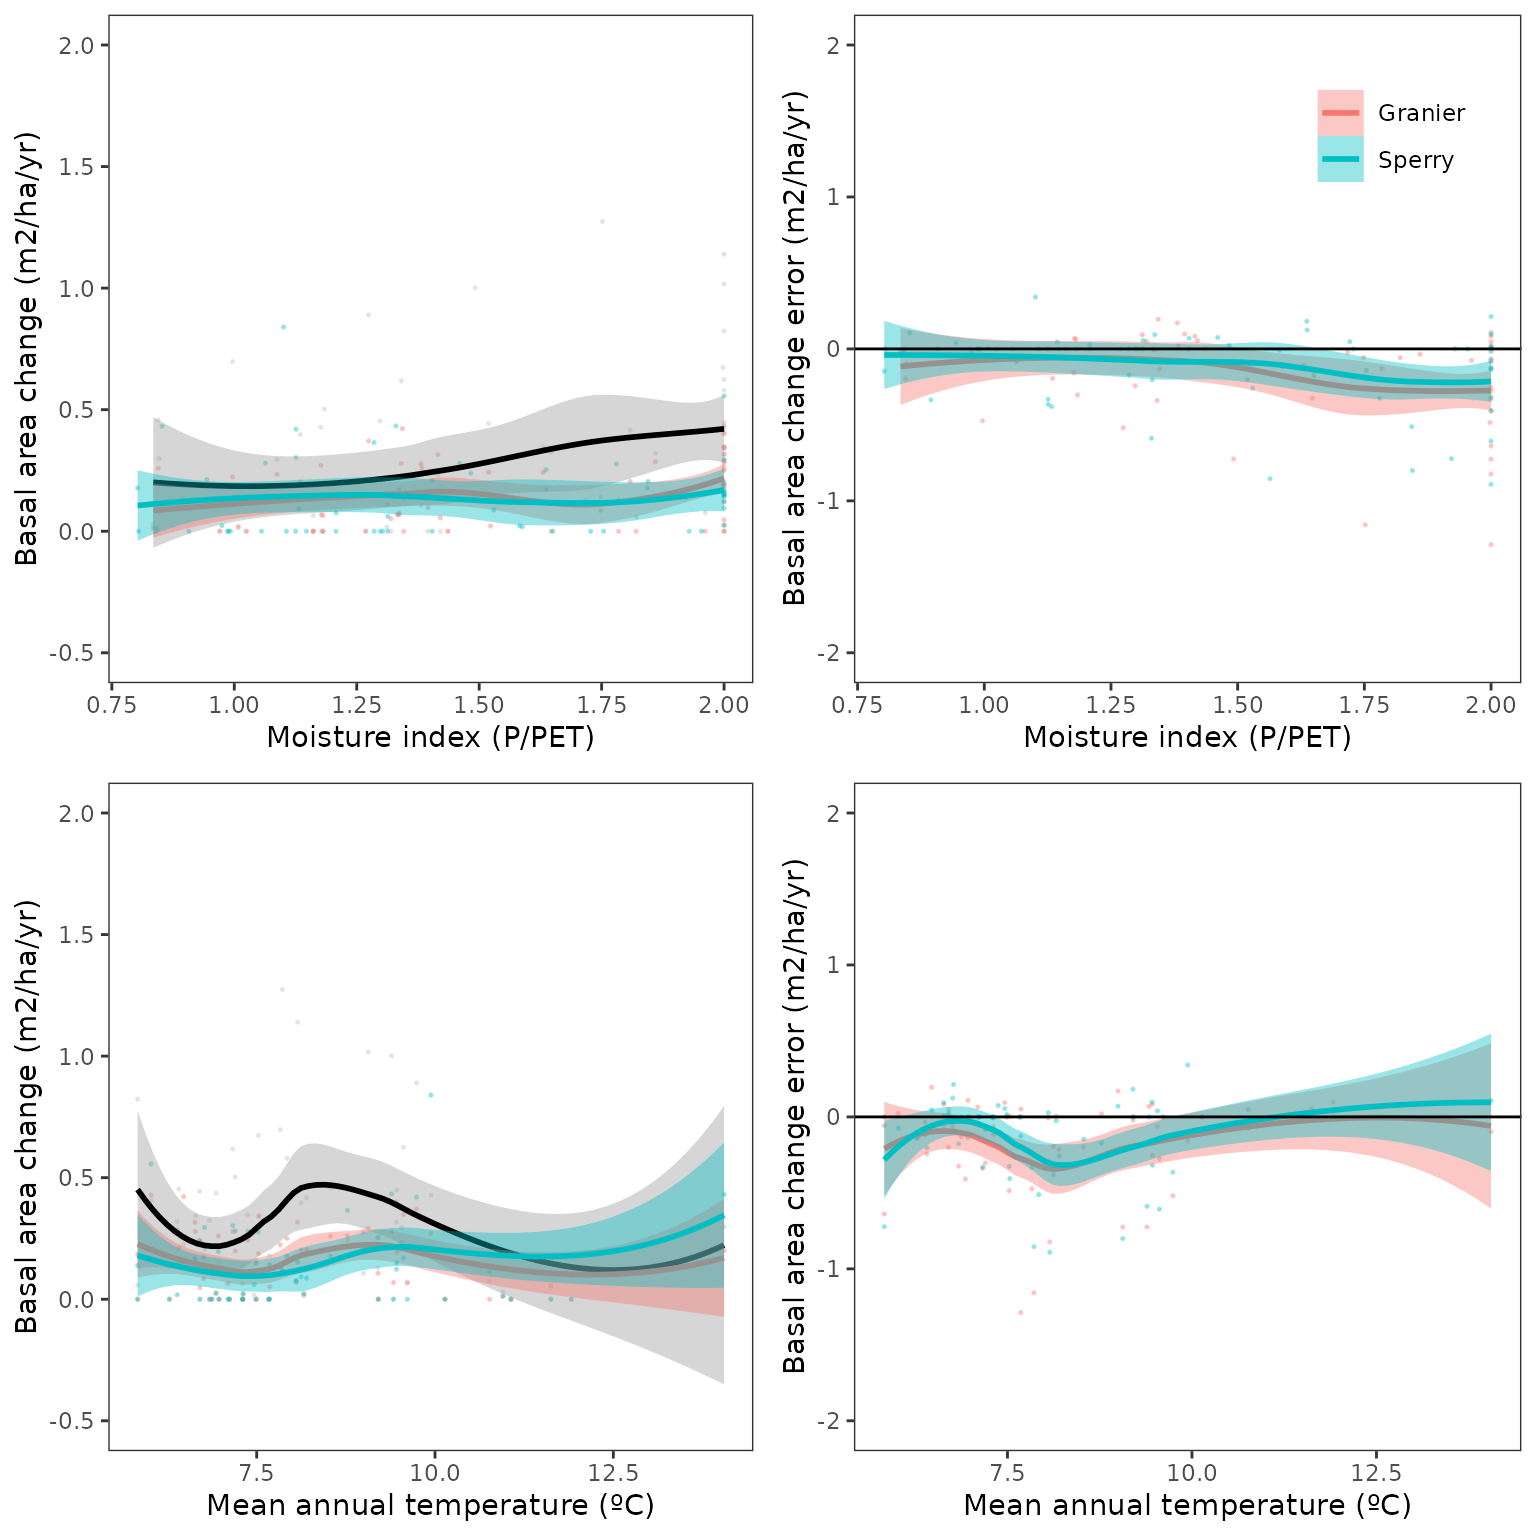 2.0
1.5
1.0
0.5
0.0
-0.5
Basal area change (m2/ha/yr)
0.75 1.00 1.25 1.50 1.75 2.00
Moisture index (P/PET)
2
1
0
-1
-2
Basal area change error (m2/ha/yr)
Granier
Sperry
0.75 1.00 1.25 1.50 1.75 2.00
Moisture index (P/PET)
2.0
1.5
1.0
0.5
0.0
-0.5
Basal area change (m2/ha/yr)
7.5 10.0 12.5
Mean annual temperature (ºC)
2
1
0
-1
-2
Basal area change error (m2/ha/yr)
7.5 10.0 12.5
Mean annual temperature (ºC)